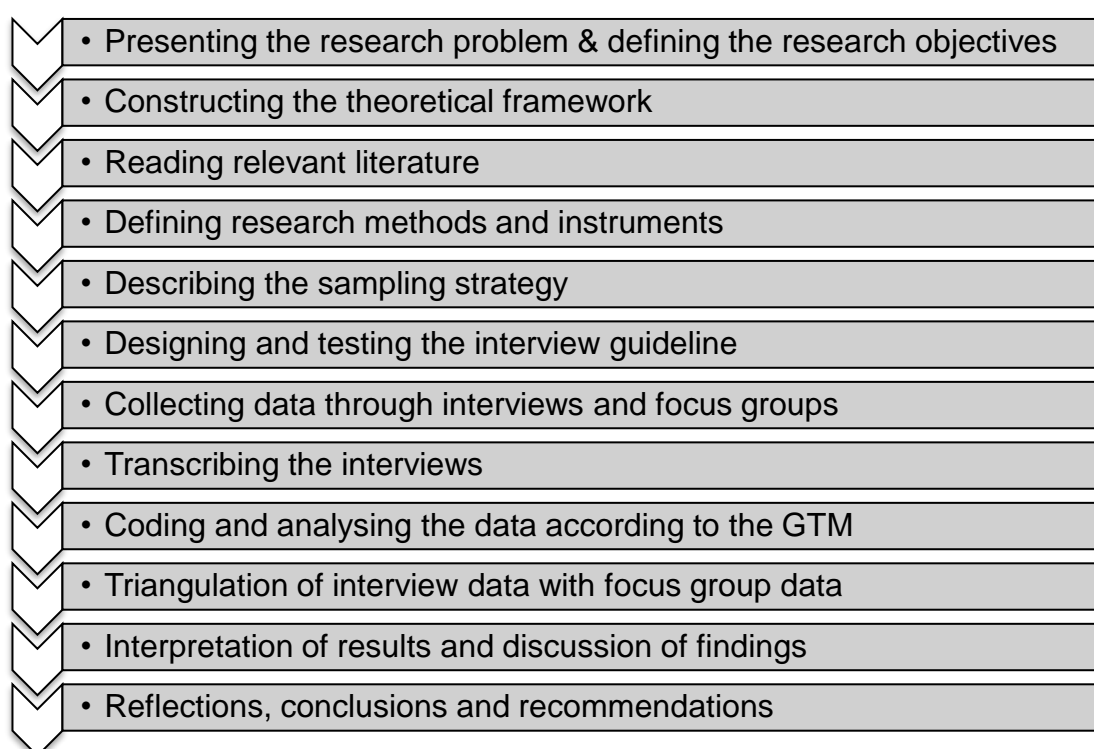 • Presenting the research problem & defining the research objectives
• Constructing the theoretical framework
• Reading relevant literature
• Defining research methods and instruments
• Describing the sampling strategy
• Designing and testing the interview guideline
• Collecting data through interviews and focus groups
• Transcribing the interviews
• Coding and analysing the data according to the GTM
• Triangulation of interview data with focus group data
• Interpretation of results and discussion of findings
• Reflections, conclusions and recommendations